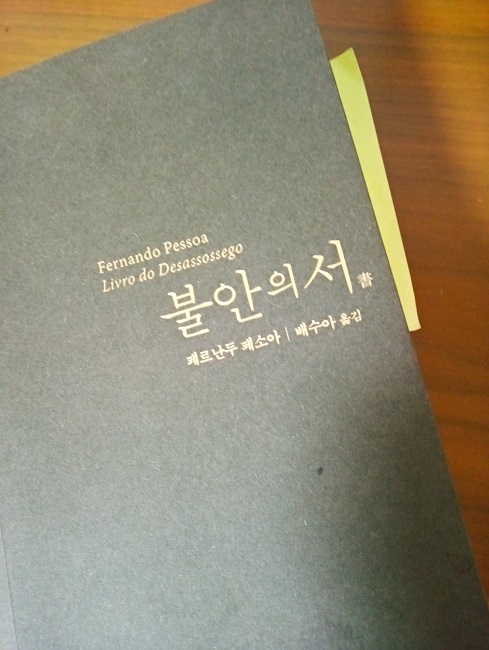 Fernando Pessoa
Livro do Desassossego
불안의서書
페르난두 페소아 | 배수아 옮김